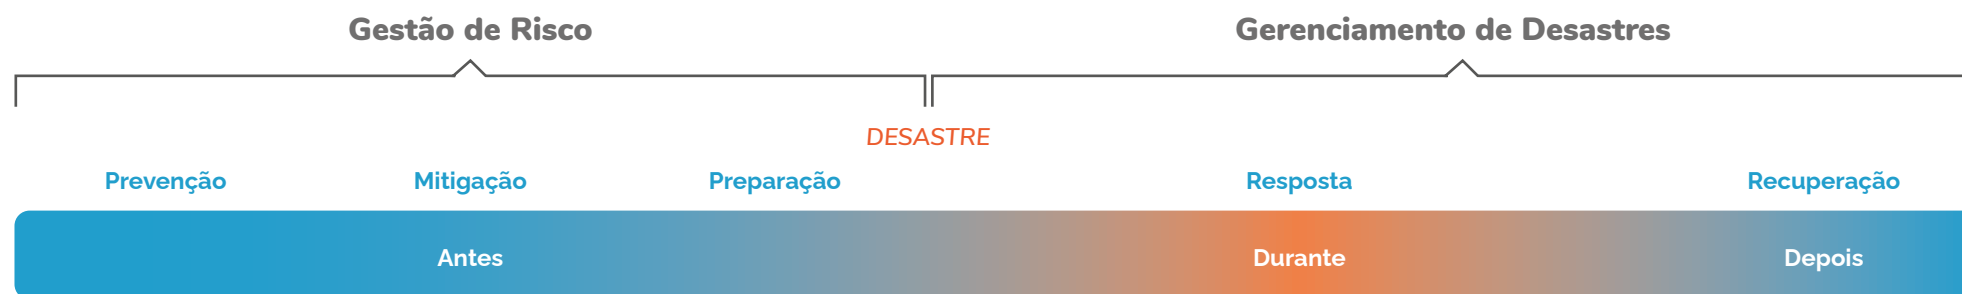 Gestão de Risco
Gerenciamento de Desastres
DESASTRE
Prevenção
Mitigação
Preparação
Resposta
Recuperação
Antes
Durante
Depois